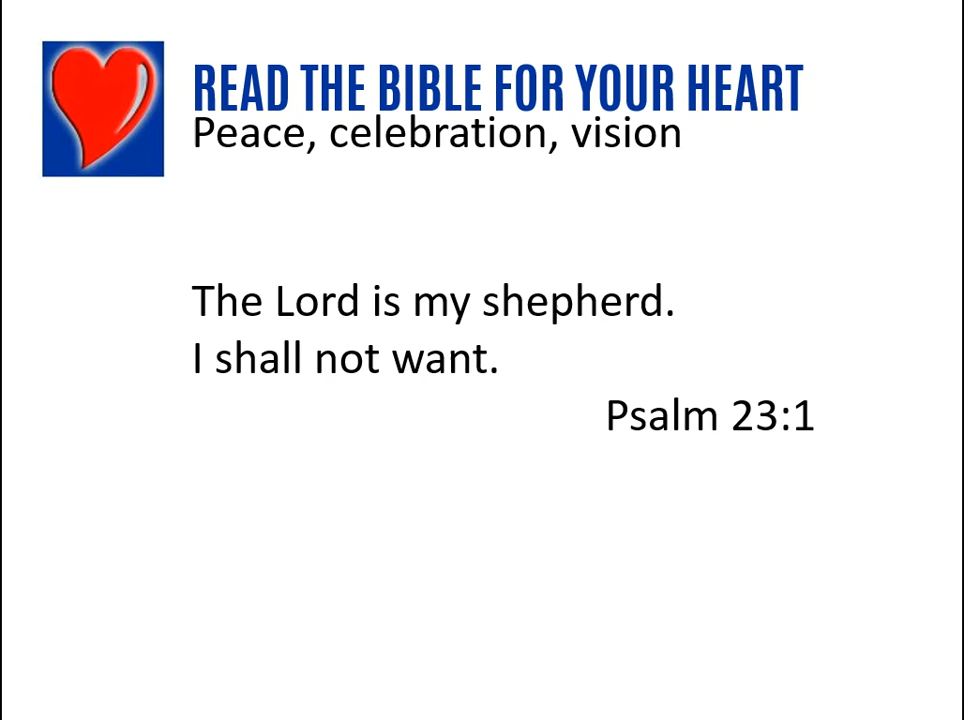 READ THE BIBLE FOR YOUR HEART
Peace, celebration, vision
The Lord is my shepherd.
I shall not want.
Psalm 23:1